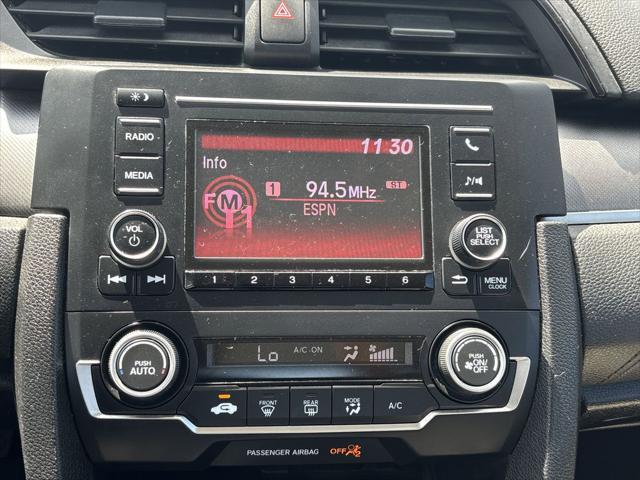 RADIO
MEDIA
VOL
11:30
Info
FM1
1 94.5MHz ST
ESPN
LIST
PUSH
SELECT
MENU
CLOCK
1 2 3 4 5 6
PUSH
AUTO
Lo A/C ON
PUSH
ON/
OFF
FRONT
REAR
MODE
A/C
PASSENGER AIRBAG OFF